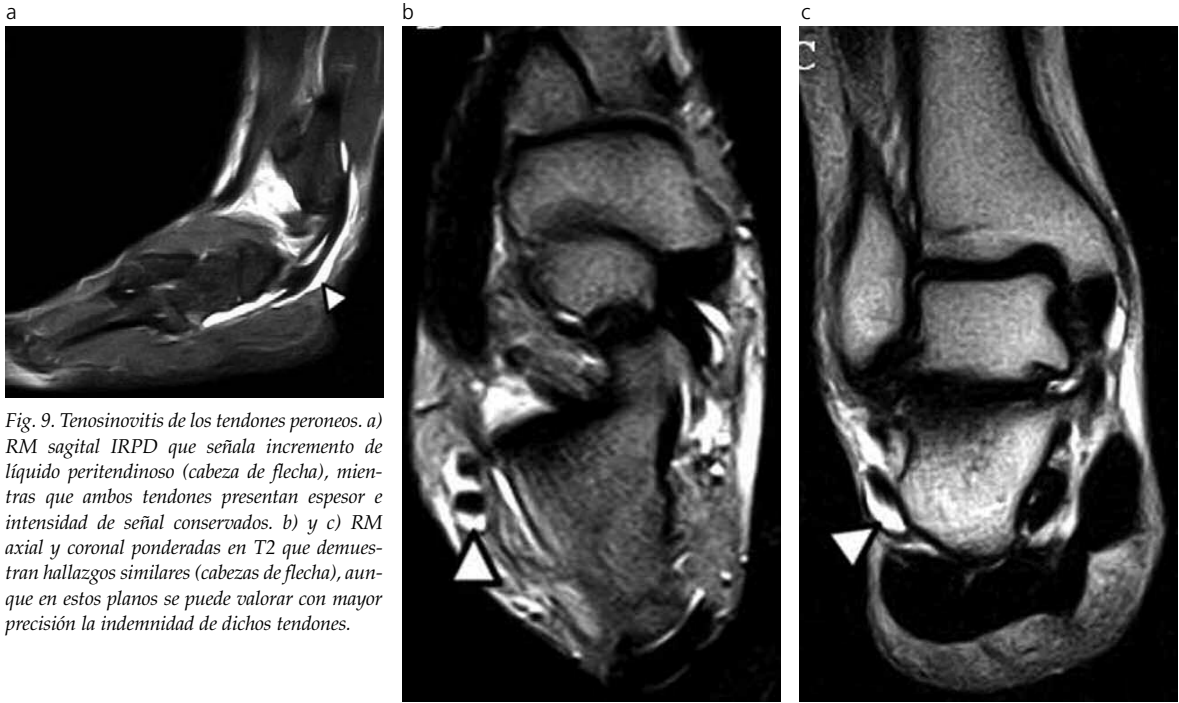 a
b
c
C
Fig. 9. Tenosinovitis de los tendones peroneos. a)
RM sagital IRPD que señala incremento de
líquido peritendinoso (cabeza de flecha), mien-
tras que ambos tendones presentan espesor e
intensidad de señal conservados. b) y c) RM
axial y coronal ponderadas en T2 que demues-
tran hallazgos similares (cabezas de flecha), aun-
que en estos planos se puede valorar con mayor
precisión la indemnidad de dichos tendones.